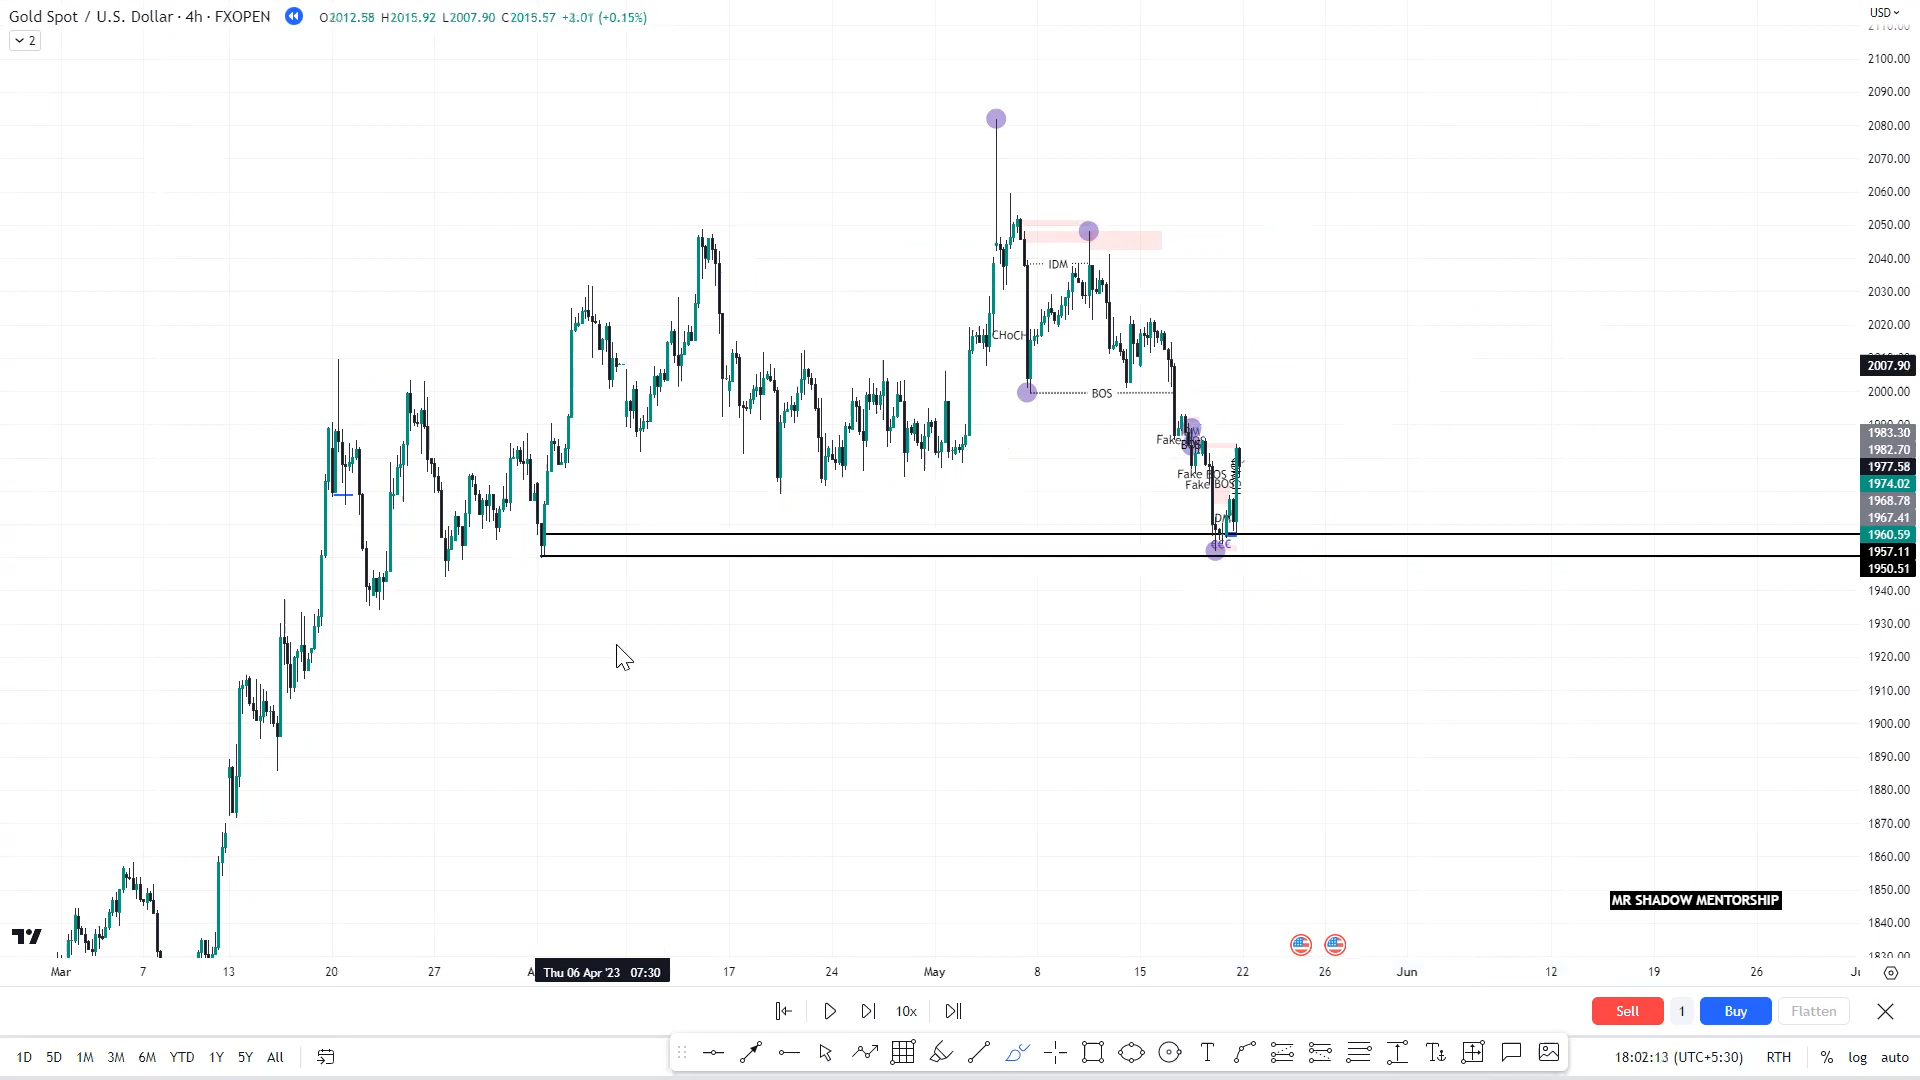 Gold Spot / U.S. Dollar · 4h · FXOPEN O2012.58 H2015.92 L2007.90 C2015.57 +3.01 (+0.15%)
USD
2
2100.00
2090.00
2080.00
2070.00
2060.00
2050.00
2040.00
2030.00
2020.00
2007.90
2000.00
1983.30
1982.70
1977.58
1974.02
1968.78
1967.41
1960.59
1957.11
1950.51
1940.00
1930.00
1920.00
1910.00
1900.00
1890.00
1880.00
1870.00
1860.00
1850.00
1840.00
1830.00
IDM
CHoCH
BOS
Fake BOS
BOS
Fake BOS
Fake BOS
MR SHADOW MENTORSHIP
Mar 7 13 20 27 Thu 06 Apr '23 07:30 17 24 May 8 15 22 26 Jun 12 19 26
10x
Sell 1 Buy Flatten
1D 5D 1M 3M 6M YTD 1Y 5Y All
18:02:13 (UTC+5:30) RTH % log auto